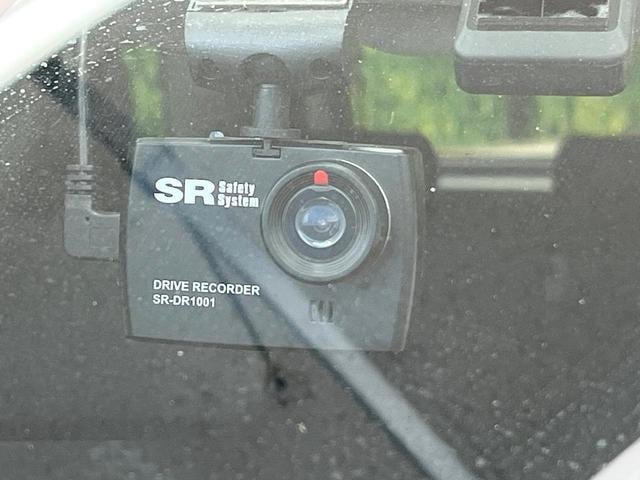 SR Safety
System
DRIVE RECORDER
SR-DR1001